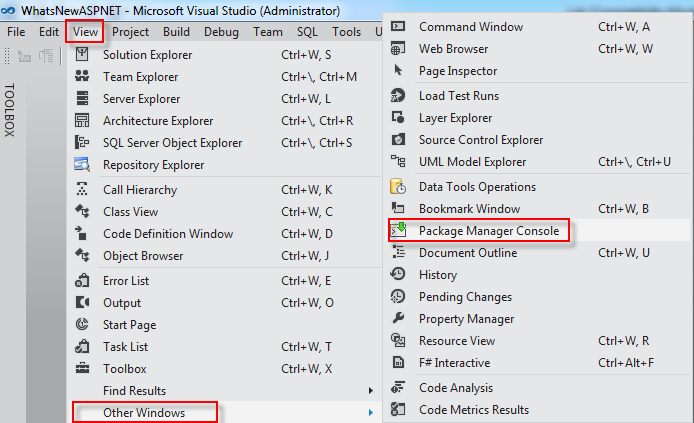 WhatsNewASPNET - Microsoft Visual Studio (Administrator)
File Edit View Project Build Debug Team SQL Tools
TOOLBOX
Solution Explorer Ctrl+W, S
Team Explorer Ctrl+\, Ctrl+M
Server Explorer Ctrl+W, L
Architecture Explorer Ctrl+\, Ctrl+R
SQL Server Object Explorer Ctrl+\, Ctrl+S
Repository Explorer
Call Hierarchy Ctrl+W, K
Class View Ctrl+W, C
Code Definition Window Ctrl+W, D
Object Browser Ctrl+W, J
Error List Ctrl+W, E
Output Ctrl+W, O
Start Page
Task List Ctrl+W, T
Toolbox Ctrl+W, X
Find Results
Other Windows
Command Window Ctrl+W, A
Web Browser Ctrl+W, W
Page Inspector
Load Test Runs
Layer Explorer
Source Control Explorer
UML Model Explorer Ctrl+\, Ctrl+U
Data Tools Operations
Bookmark Window Ctrl+W, B
Package Manager Console
Document Outline Ctrl+W, U
History
Pending Changes
Property Manager
Resource View Ctrl+W, R
F# Interactive Ctrl+Alt+F
Code Analysis
Code Metrics Results